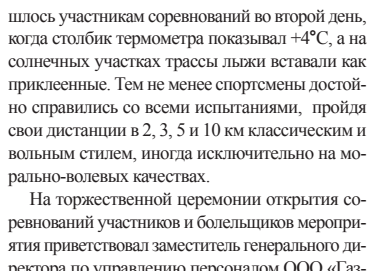 шлось участникам соревнований во второй день,
когда столбик термометра показывал +4°С, а на
солнечных участках трассы лыжи вставали как
приклеенные. Тем не менее спортсмены достой-
но справились со всеми испытаниями, пройдя
свои дистанции в 2, 3, 5 и 10 км классическим и
вольным стилем, иногда исключительно на мо-
рально-волевых качествах.
На торжественной церемонии открытия со-
ревнований участников и болельщиков меропри-
ятия приветствовал заместитель генерального ди-
ректора по управлению персоналом ООО «Газ-